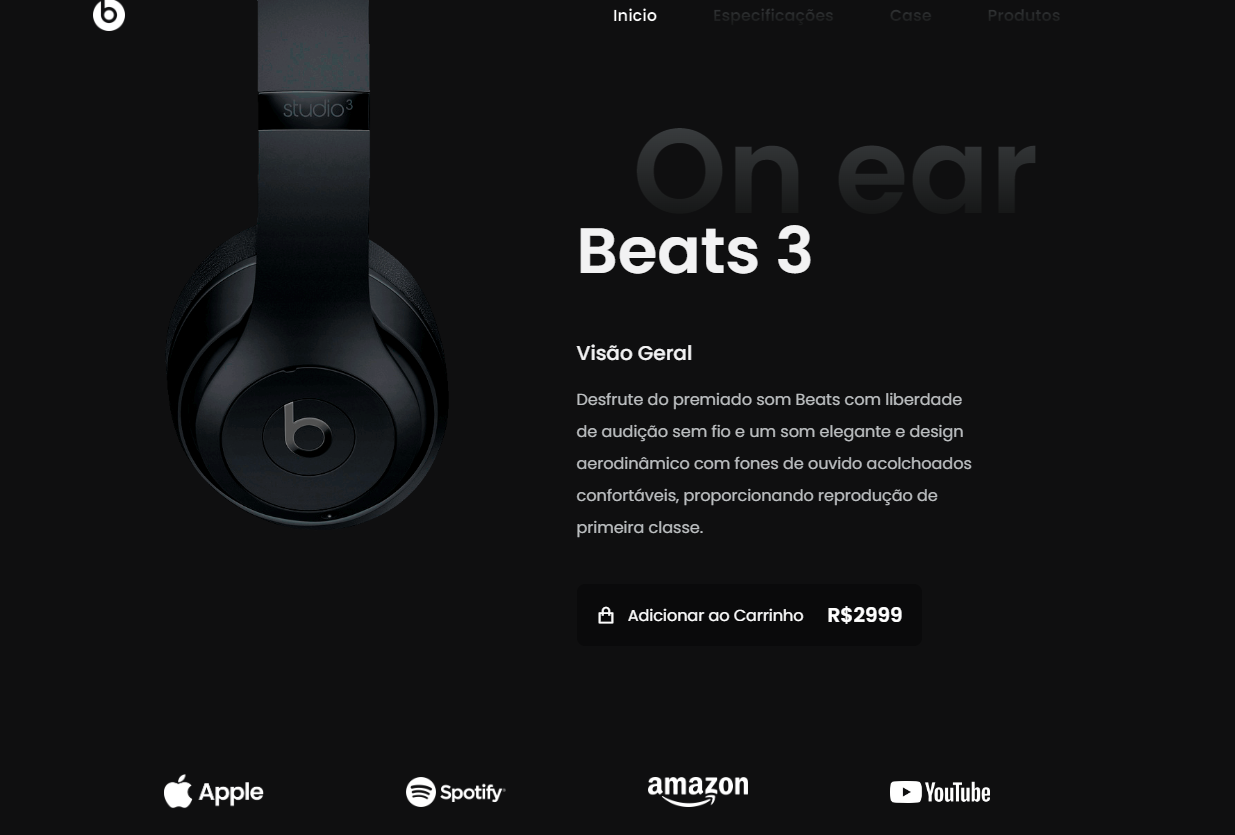 Inicio
Especificações
Case
Produtos
studio3
On ear
Beats 3
Visão Geral
Desfrute do premiado som Beats com liberdade
de audição sem fio e um som elegante e design
aerodinâmico com fones de ouvido acolchoados
confortáveis, proporcionando reprodução de
primeira classe.
Adicionar ao Carrinho R$2999
Apple
Spotify
amazon
YouTube